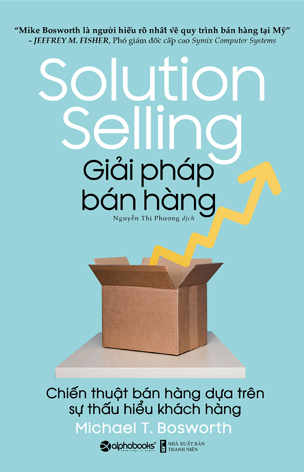 “Mike Bosworth là người hiểu rõ nhất về quy trình bán hàng tại Mỹ”
- JEFFREY M. FISHER, Phó giám đốc cấp cao Symix Computer Systems
Solution
Selling
Giải pháp
bán hàng
Nguyễn Thị Phượng dịch
Chiến thuật bán hàng dựa trên
sự thấu hiểu khách hàng
Michael T. Bosworth
alphabooks
NHÀ XUẤT BẢN
THANH NIÊN